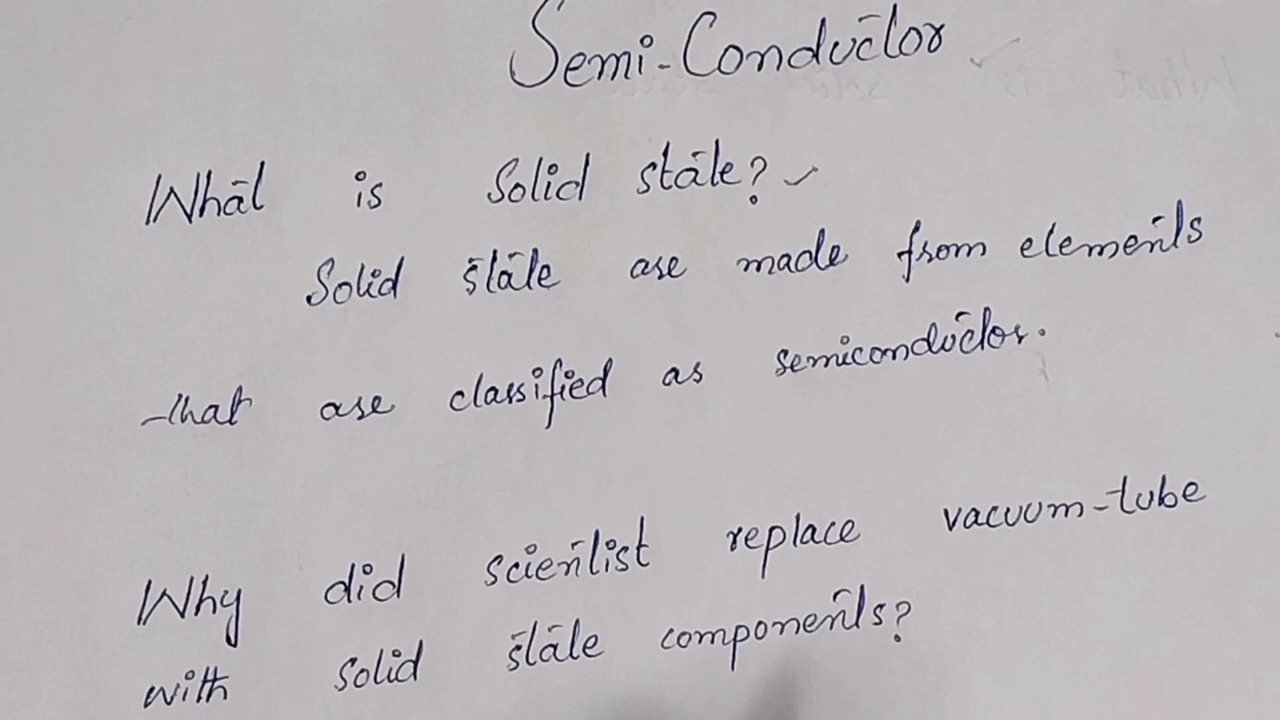 Semi-Conductor
What is Solid state?
Solid state are made from elements
that are classified as semiconductor.
Why did scientist replace vacuum-tube
with solid state components?